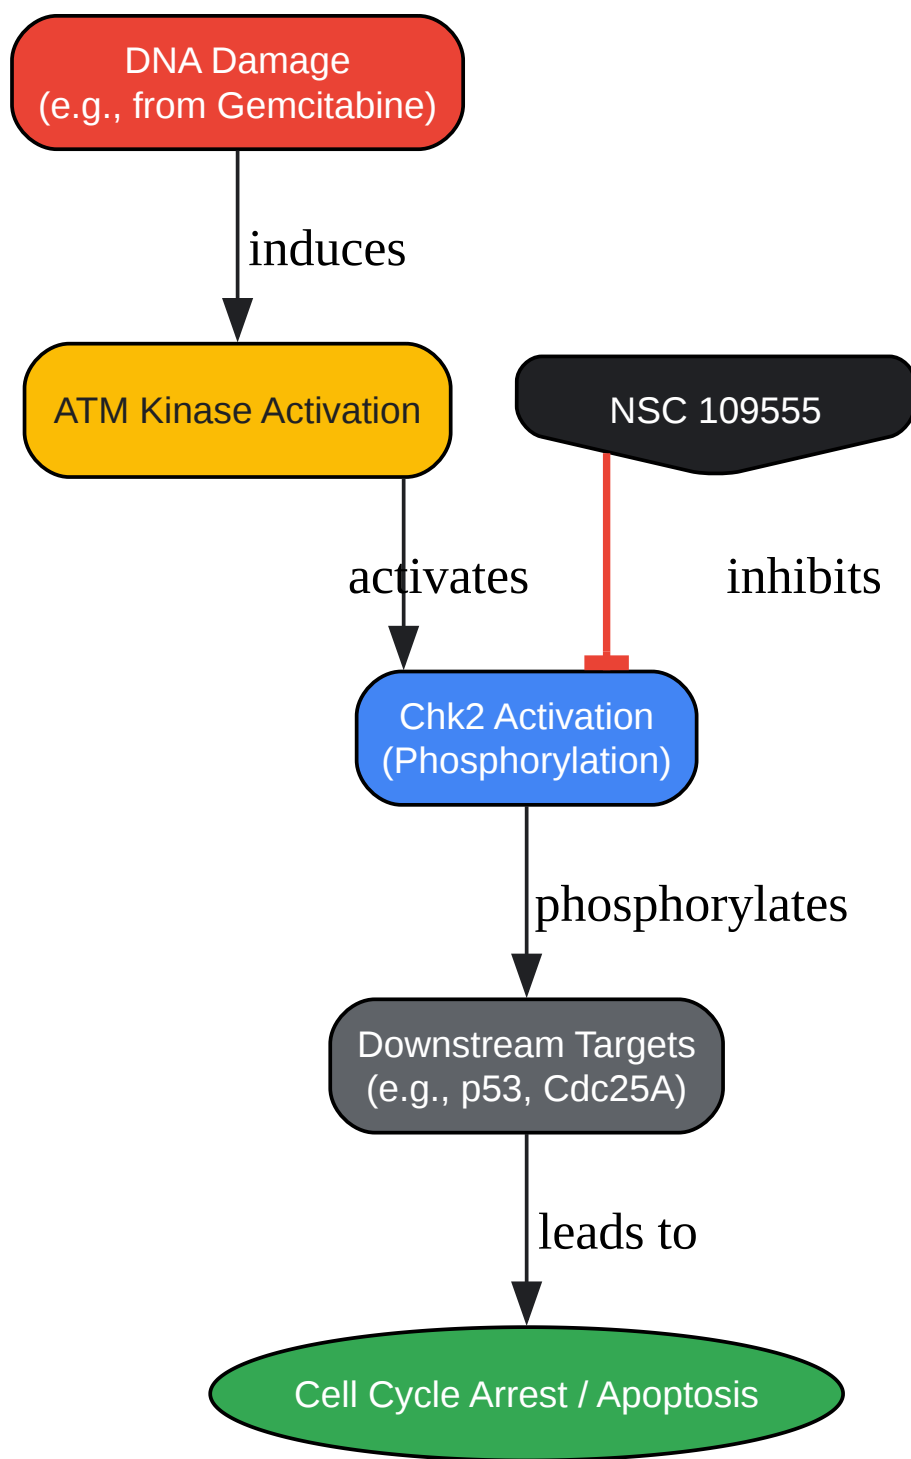 DNA Damage
(e.g., from Gemcitabine)
induces
ATM Kinase Activation
NSC 109555
activates
inhibits
Chk2 Activation
(Phosphorylation)
phosphorylates
Downstream Targets
(e.g., p53, Cdc25A)
leads to
Cell Cycle Arrest / Apoptosis